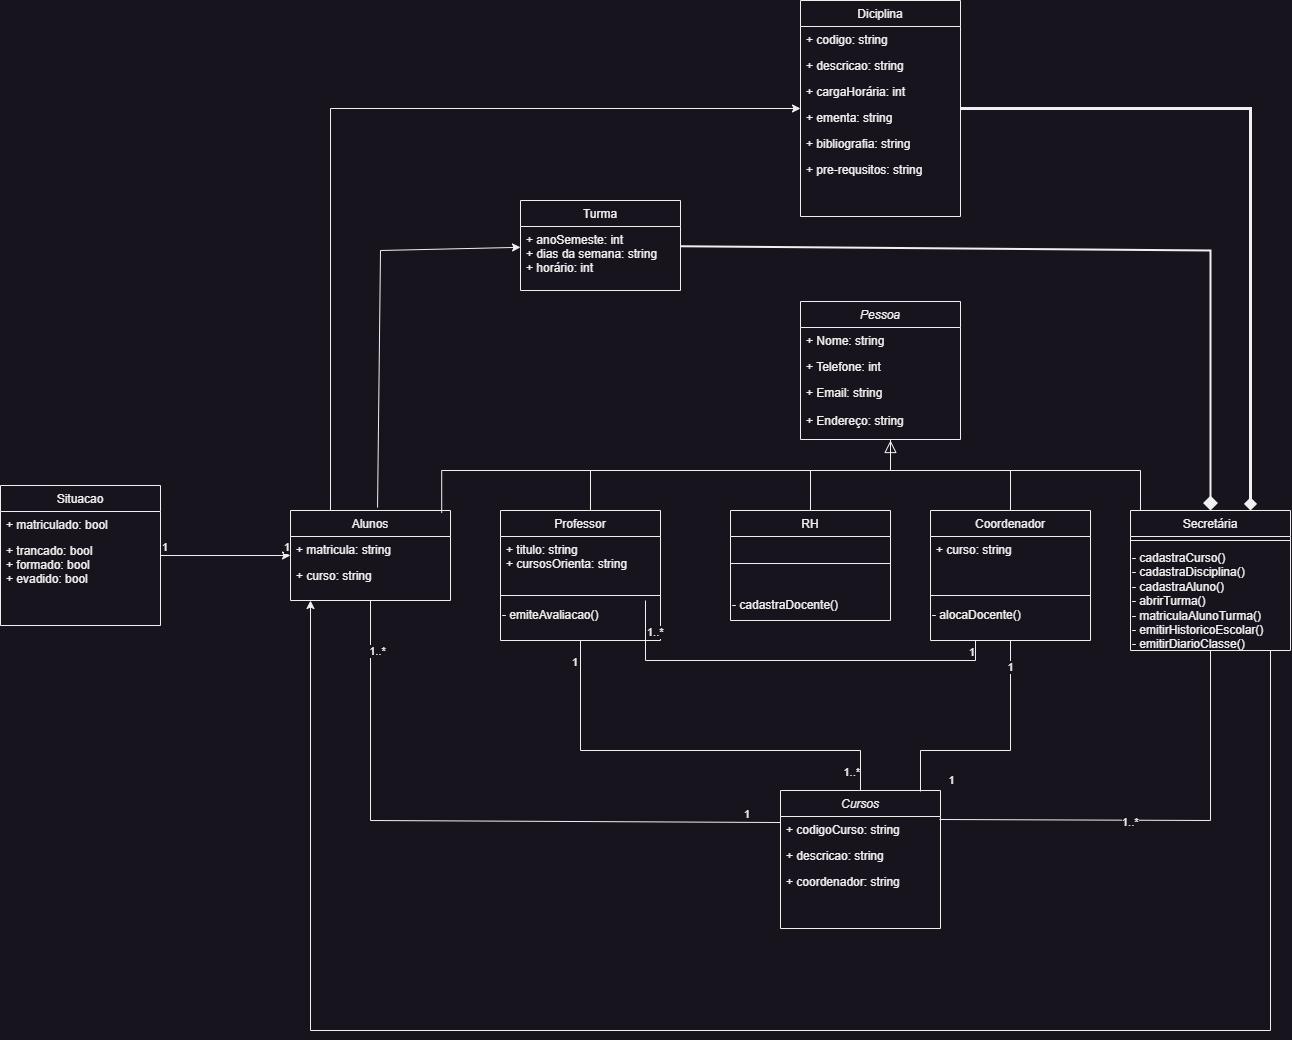 Diciplina
+ codigo: string
+ descricao: string
+ cargaHorária: int
+ ementa: string
+ bibliografia: string
+ pre-requsitos: string
Turma
+ anoSemeste: int
+ dias da semana: string
+ horário: int
Pessoa
+ Nome: string
+ Telefone: int
+ Email: string
+ Endereço: string
Situacao
+ matriculado: bool
+ trancado: bool
+ formado: bool
+ evadido: bool
1
1
Alunos
+ matricula: string
+ curso: string
1..*
Professor
+ titulo: string
+ cursosOrienta: string
- emiteAvaliacao()
1..*
1
RH
- cadastraDocente()
Coordenador
+ curso: string
- alocaDocente()
1
1
Secretária
- cadastraCurso()
- cadastraDisciplina()
- cadastraAluno()
- abrirTurma()
- matriculaAlunoTurma()
- emitirHistoricoEscolar()
- emitirDiarioClasse()
1..*
1
1
1..*
Cursos
+ codigoCurso: string
+ descricao: string
+ coordenador: string